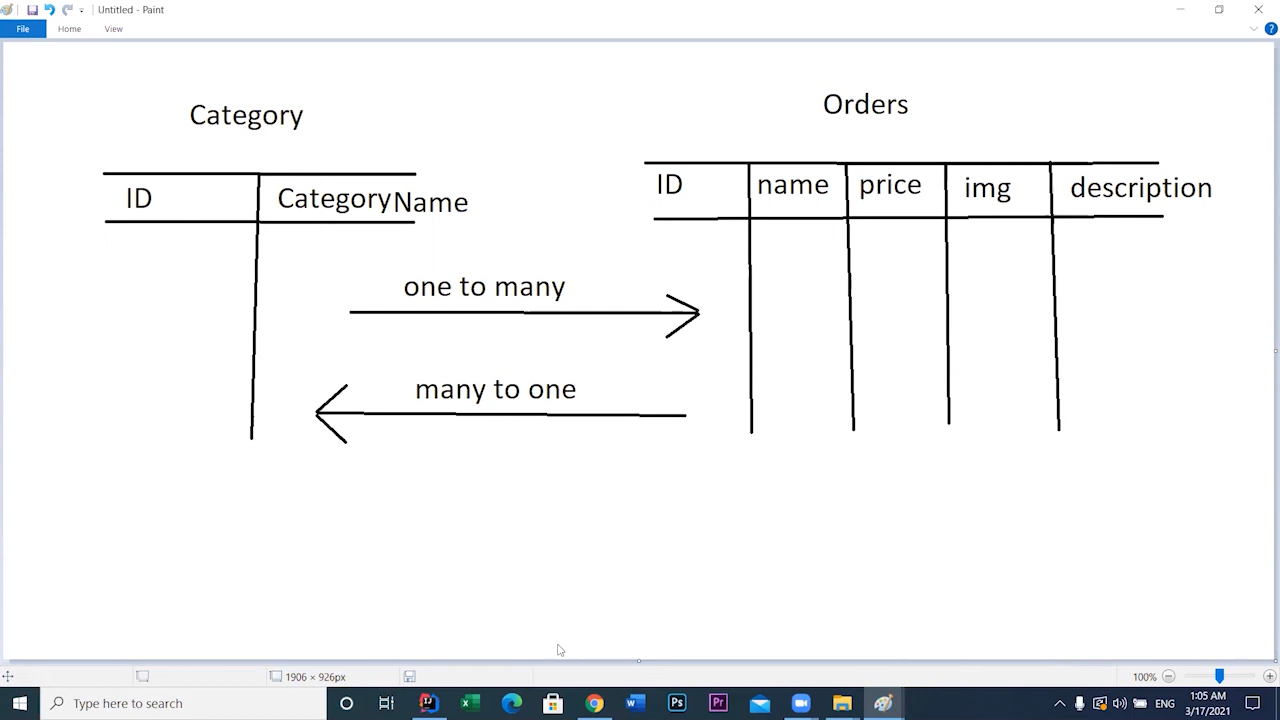 Untitled - Paint
File Home View
Category
Orders
ID CategoryName
ID name price img description
one to many
many to one
1906 × 926px
100%
Type here to search
ENG
1:05 AM
3/17/2021